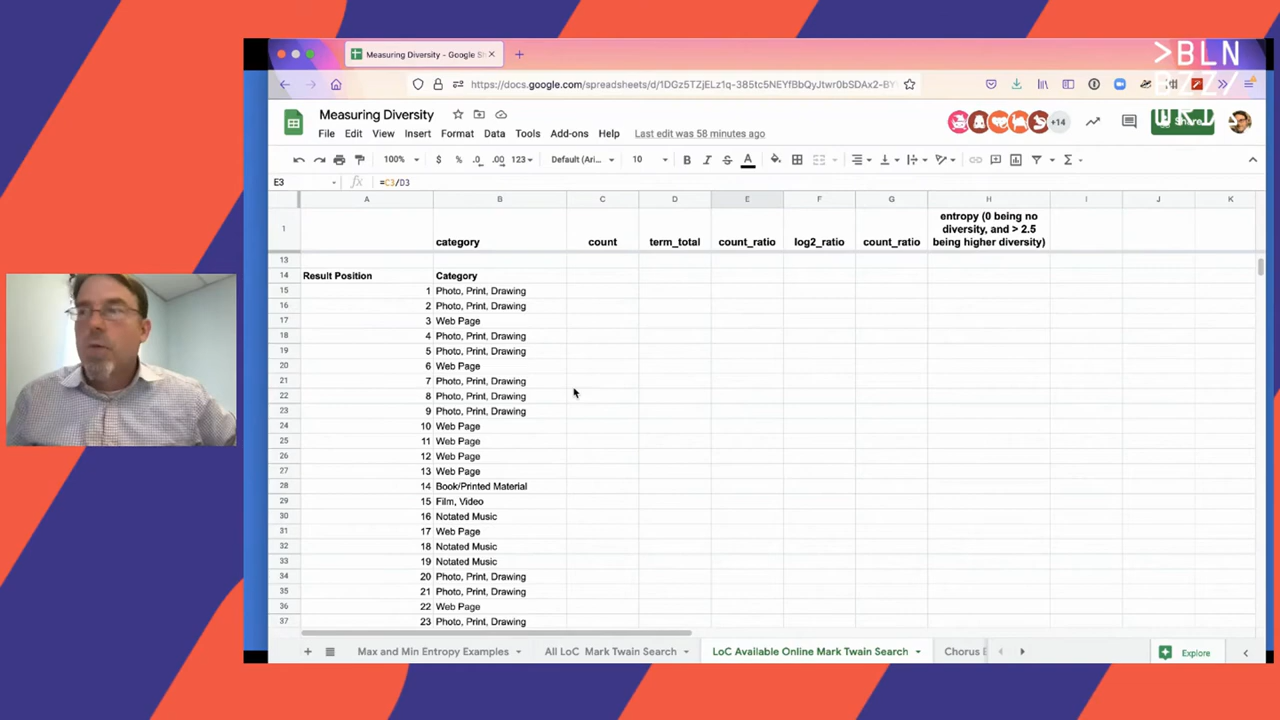 >BLN
BZZ/
WRD
Measuring Diversity - Google S
https://docs.google.com/spreadsheets/d/1DGz5TZjELz1q-385tc5NEYfBbQyJtwr0bSDAx2-BY
Measuring Diversity
+14
Share
File Edit View Insert Format Data Tools Add-ons Help Last edit was 58 minutes ago
100% $ % .0 .00 123 Default (Ari... 10 B I S A
E3 fx =C3/D3
A B C D E F G H I J K
1 category count term_total count_ratio log2_ratio count_ratio entropy (0 being no
diversity, and > 2.5
being higher diversity)
13
14 Result Position Category
15 1 Photo, Print, Drawing
16 2 Photo, Print, Drawing
17 3 Web Page
18 4 Photo, Print, Drawing
19 5 Photo, Print, Drawing
20 6 Web Page
21 7 Photo, Print, Drawing
22 8 Photo, Print, Drawing
23 9 Photo, Print, Drawing
24 10 Web Page
25 11 Web Page
26 12 Web Page
27 13 Web Page
28 14 Book/Printed Material
29 15 Film, Video
30 16 Notated Music
31 17 Web Page
32 18 Notated Music
33 19 Notated Music
34 20 Photo, Print, Drawing
35 21 Photo, Print, Drawing
36 22 Web Page
37 23 Photo, Print, Drawing
Max and Min Entropy Examples All LoC Mark Twain Search LoC Available Online Mark Twain Search Chorus Explore